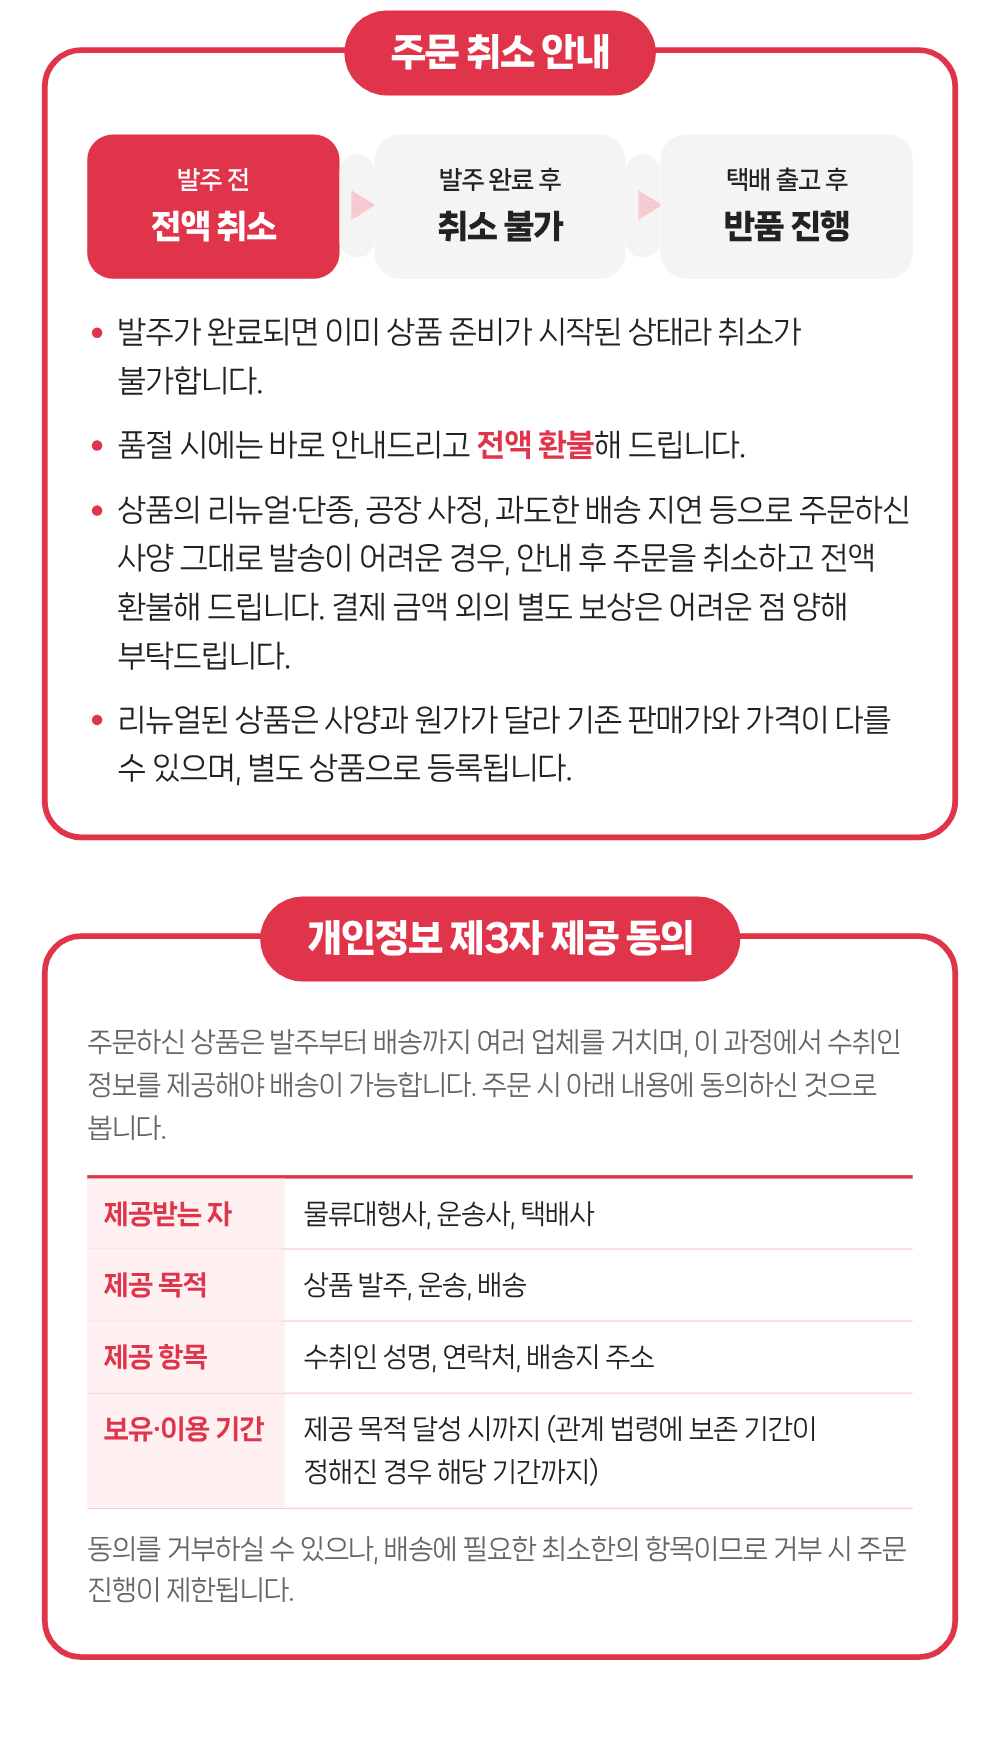 주문 취소 안내
발주 전
전액 취소
발주 완료 후
취소 불가
택배 출고 후
반품 진행
발주가 완료되면 이미 상품 준비가 시작된 상태라 취소가
불가합니다.
품절 시에는 바로 안내드리고 전액 환불해 드립니다.
상품의 리뉴얼·단종, 공장 사정, 과도한 배송 지연 등으로 주문하신
사양 그대로 발송이 어려운 경우, 안내 후 주문을 취소하고 전액
환불해 드립니다. 결제 금액 외의 별도 보상은 어려운 점 양해
부탁드립니다.
리뉴얼된 상품은 사양과 원가가 달라 기존 판매가와 가격이 다를
수 있으며, 별도 상품으로 등록됩니다.
개인정보 제3자 제공 동의
주문하신 상품은 발주부터 배송까지 여러 업체를 거치며, 이 과정에서 수취인
정보를 제공해야 배송이 가능합니다. 주문 시 아래 내용에 동의하신 것으로
봅니다.
제공받는 자 물류대행사, 운송사, 택배사
제공 목적 상품 발주, 운송, 배송
제공 항목 수취인 성명, 연락처, 배송지 주소
보유·이용 기간 제공 목적 달성 시까지 (관계 법령에 보존 기간이
정해진 경우 해당 기간까지)
동의를 거부하실 수 있으나, 배송에 필요한 최소한의 항목이므로 거부 시 주문
진행이 제한됩니다.